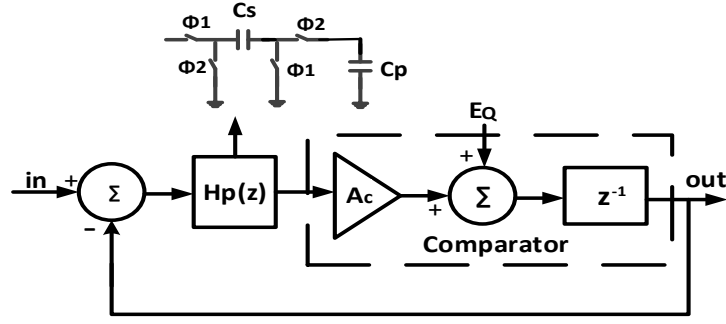 Cs
Φ1
Φ2
Φ2
Φ1
Cp
EQ
in
+
Σ
−
Hp(z)
Ac
+
+
Σ
z-1
out
Comparator